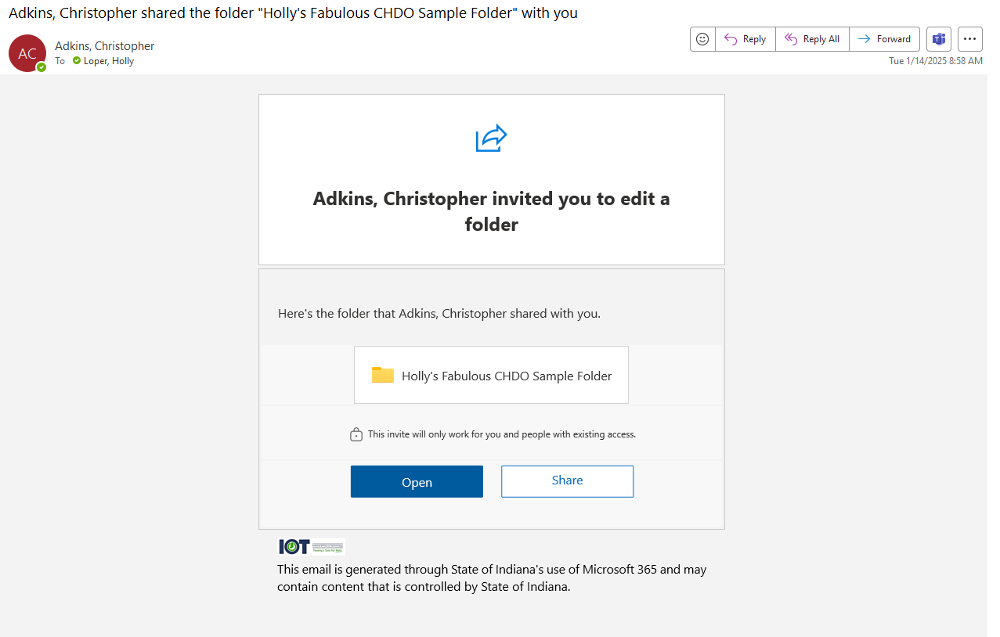 Adkins, Christopher shared the folder "Holly's Fabulous CHDO Sample Folder" with you
AC
Adkins, Christopher
To Loper, Holly
Reply
Reply All
Forward
Tue 1/14/2025 8:58 AM
Adkins, Christopher invited you to edit a
folder
Here's the folder that Adkins, Christopher shared with you.
Holly's Fabulous CHDO Sample Folder
This invite will only work for you and people with existing access.
Open
Share
IOT
This email is generated through State of Indiana's use of Microsoft 365 and may
contain content that is controlled by State of Indiana.